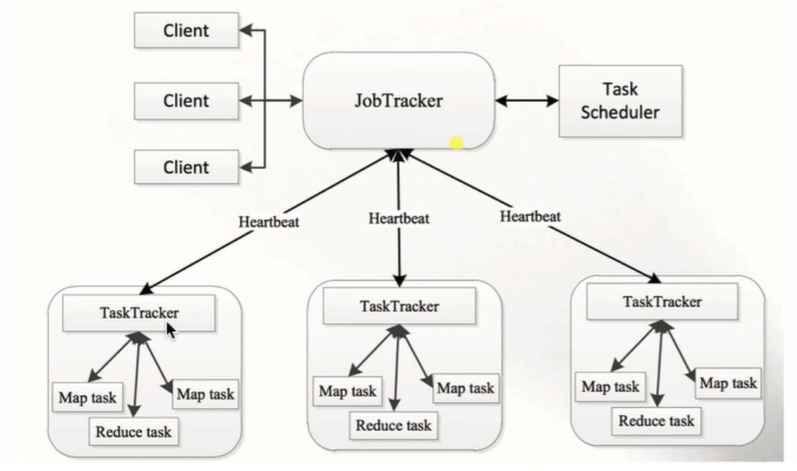 Client
Client
Client
JobTracker
Task
Scheduler
Heartbeat
Heartbeat
Heartbeat
TaskTracker
Map task
Map task
Reduce task
TaskTracker
Map task
Map task
Reduce task
TaskTracker
Map task
Map task
Reduce task